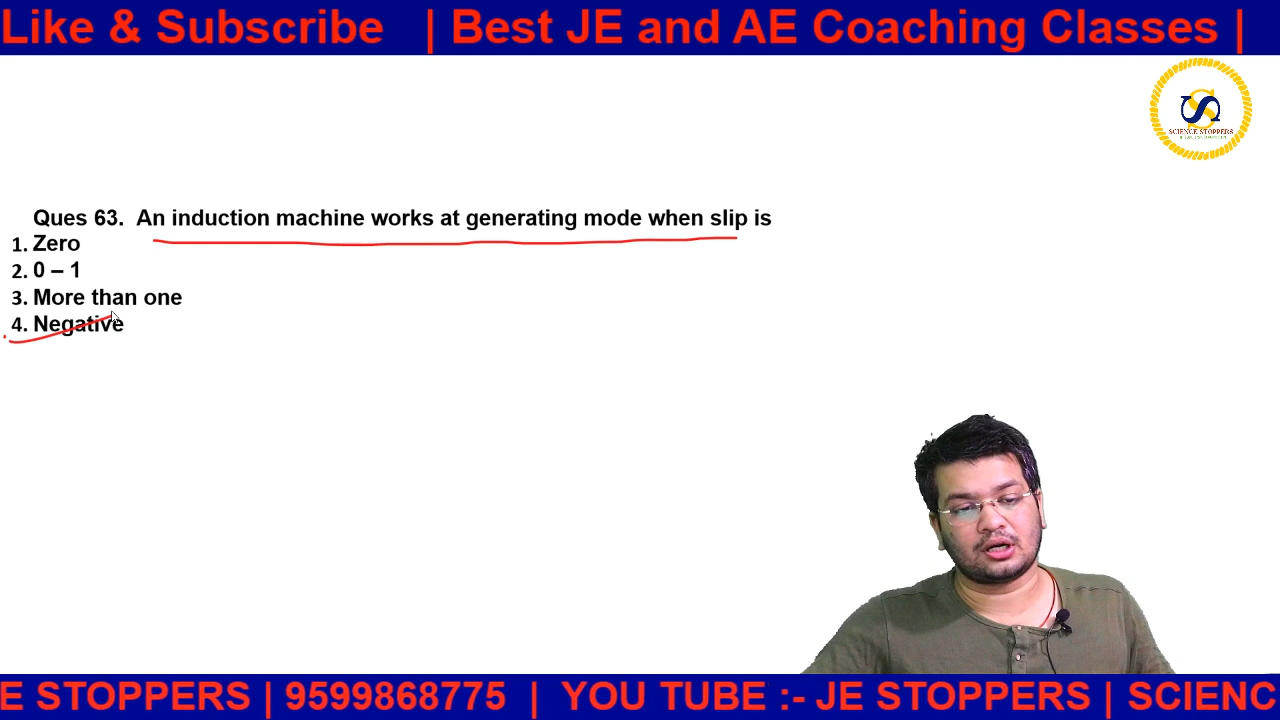 Like & Subscribe | Best JE and AE Coaching Classes |
SCIENCE STOPPERS
Ques 63. An induction machine works at generating mode when slip is
1. Zero
2. 0 – 1
3. More than one
4. Negative
E STOPPERS | 9599868775 | YOU TUBE :- JE STOPPERS | SCIENC